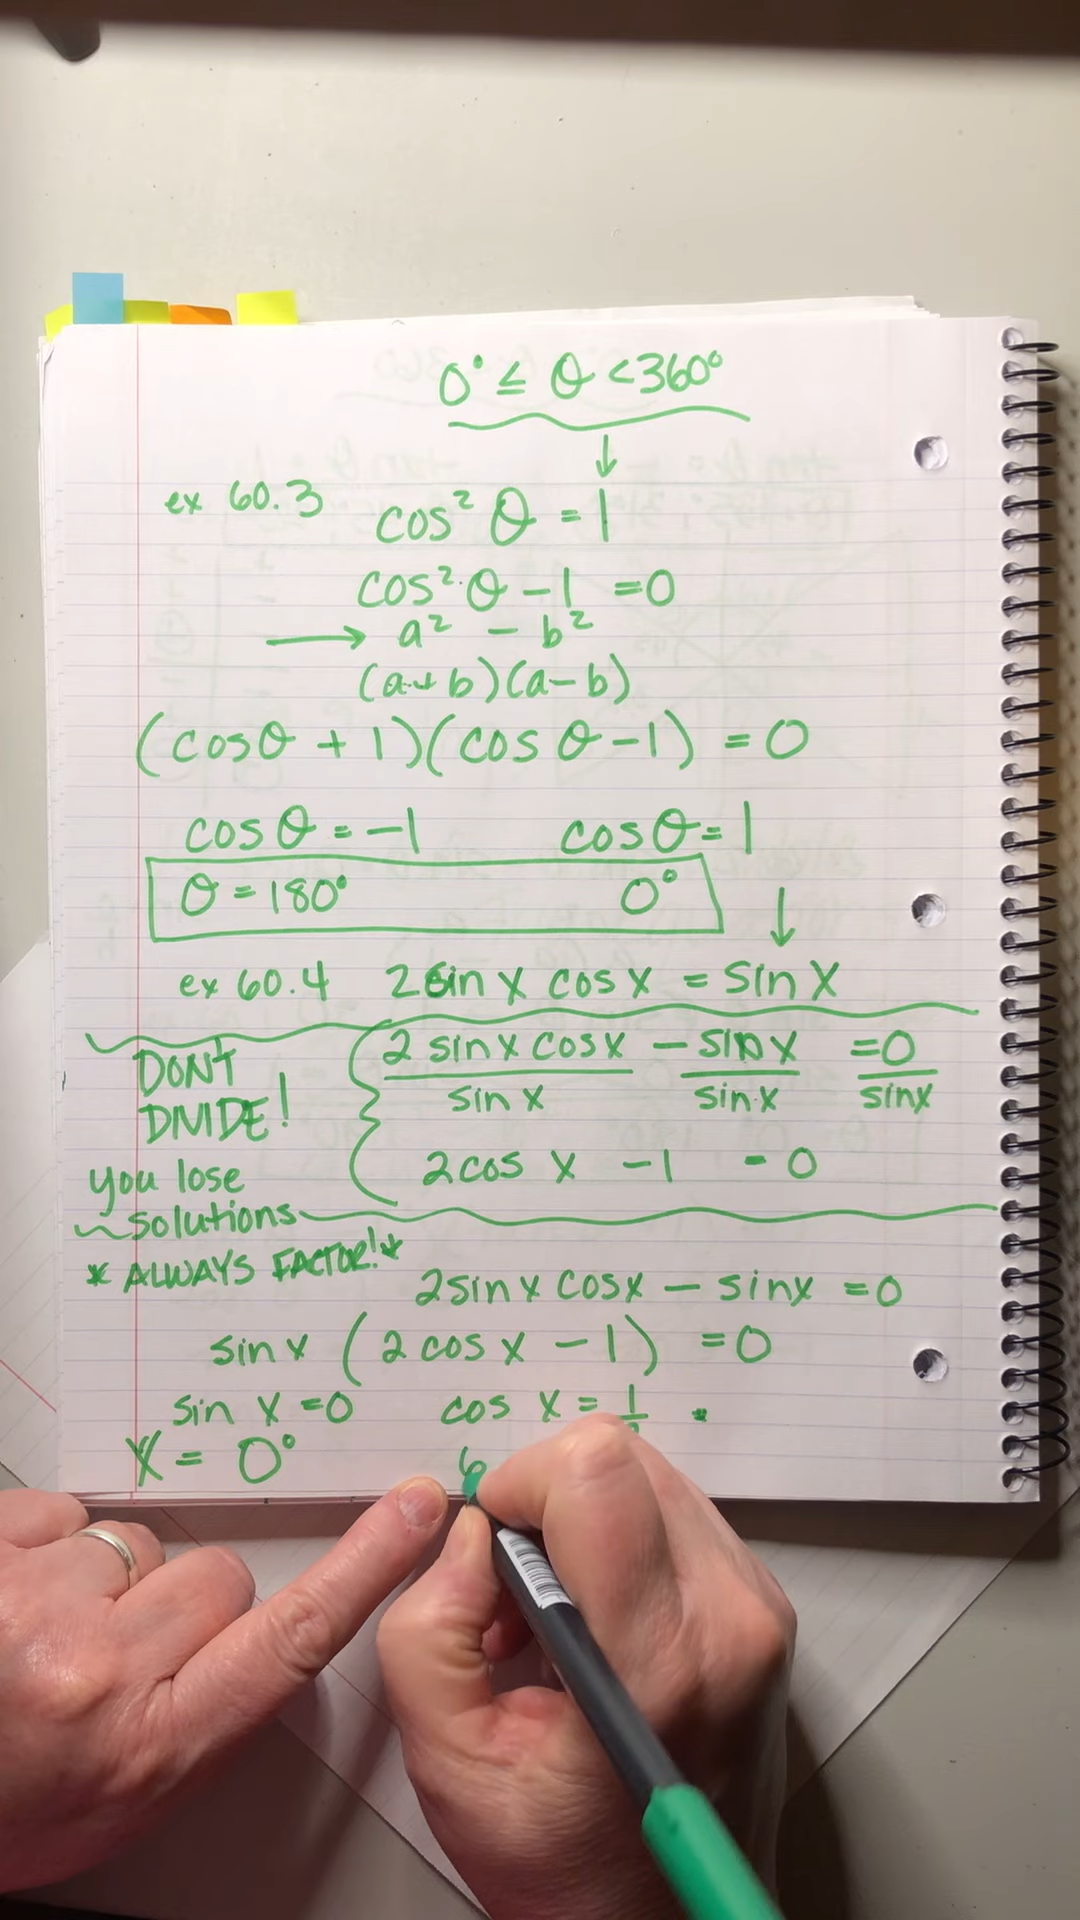 0° ≤ θ < 360°
↓
ex 60.3 cos² θ = 1
cos² θ - 1 = 0
→ a² - b²
(a+b)(a-b)
(cosθ + 1)(cos θ - 1) = 0
cos θ = -1 cos θ = 1
θ = 180° 0° ↓
ex 60.4 2sin x cos x = sin x
DON'T DIVIDE!
you lose solutions
2 sin x cos x / sin x - sin x / sin x = 0 / sin x
2 cos x - 1 = 0
* ALWAYS FACTOR! *
2sin x cos x - sin x = 0
sin x (2 cos x - 1) = 0
sin x = 0 cos x = 1
x = 0° 6